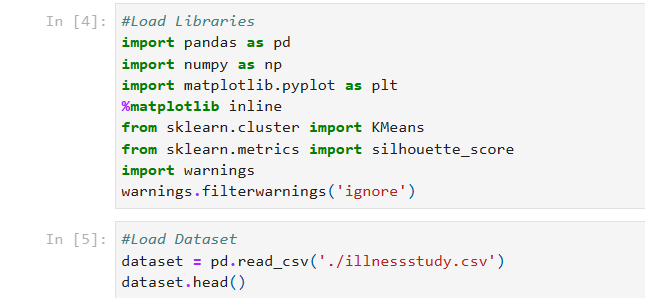 In [4]: #Load Libraries
import pandas as pd
import numpy as np
import matplotlib.pyplot as plt
%matplotlib inline
from sklearn.cluster import KMeans
from sklearn.metrics import silhouette_score
import warnings
warnings.filterwarnings('ignore')
In [5]: #Load Dataset
dataset = pd.read_csv('./illnessstudy.csv')
dataset.head()